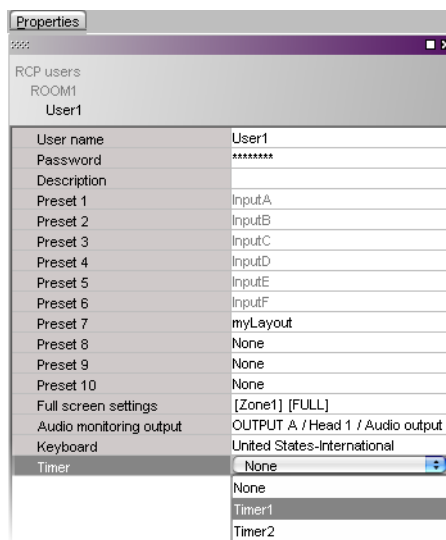 Properties
RCP users
ROOM1
User1
User name User1
Password ********
Description
Preset 1 InputA
Preset 2 InputB
Preset 3 InputC
Preset 4 InputD
Preset 5 InputE
Preset 6 InputF
Preset 7 myLayout
Preset 8 None
Preset 9 None
Preset 10 None
Full screen settings [Zone1] [FULL]
Audio monitoring output OUTPUT A / Head 1 / Audio output
Keyboard United States-International
Timer None
None
Timer1
Timer2